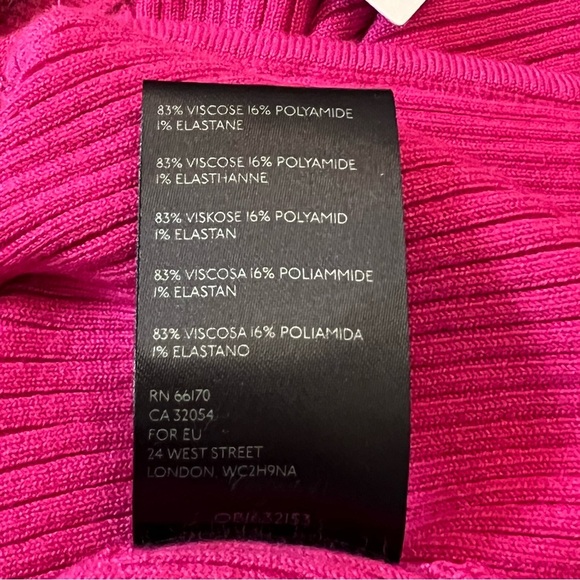 83% VISCOSE 16% POLYAMIDE
1% ELASTANE
83% VISCOSE 16% POLYAMIDE
1% ELASTHANNE
83% VISKOSE 16% POLYAMID
1% ELASTAN
83% VISCOSA 16% POLIAMMIDE
1% ELASTAN
83% VISCOSA 16% POLIAMIDA
1% ELASTANO
RN 66170
CA 32054
FOR EU
24 WEST STREET
LONDON, WC2H9NA